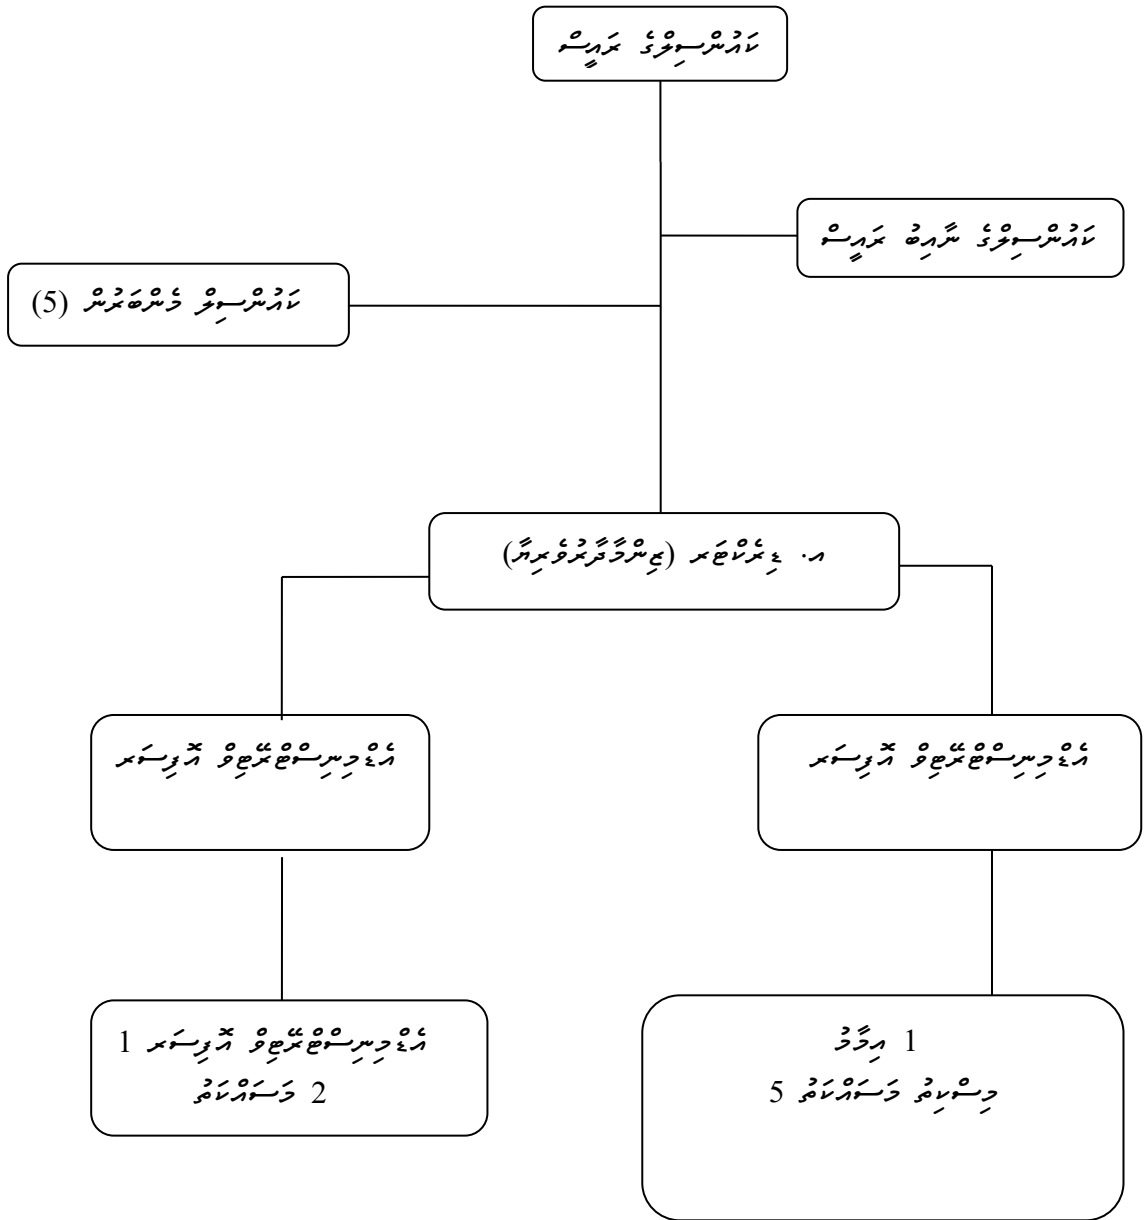 ކައުންސިލްގެ ރައީސް
ކައުންސިލްގެ ނާއިބު ރައީސް
ކައުންސިލް މެންބަރުން (5)
އ. ޑިރެކްޓަރ (ޒިންމާދާރުވެރިޔާ)
އެޑްމިނިސްޓްރޭޓިވް އޮފިސަރ
އެޑްމިނިސްޓްރޭޓިވް އޮފިސަރ
1 އިމާމު
މިސްކިތު މަސައްކަތު 5
އެޑްމިނިސްޓްރޭޓިވް އޮފިސަރ 1
2 މަސައްކަތު